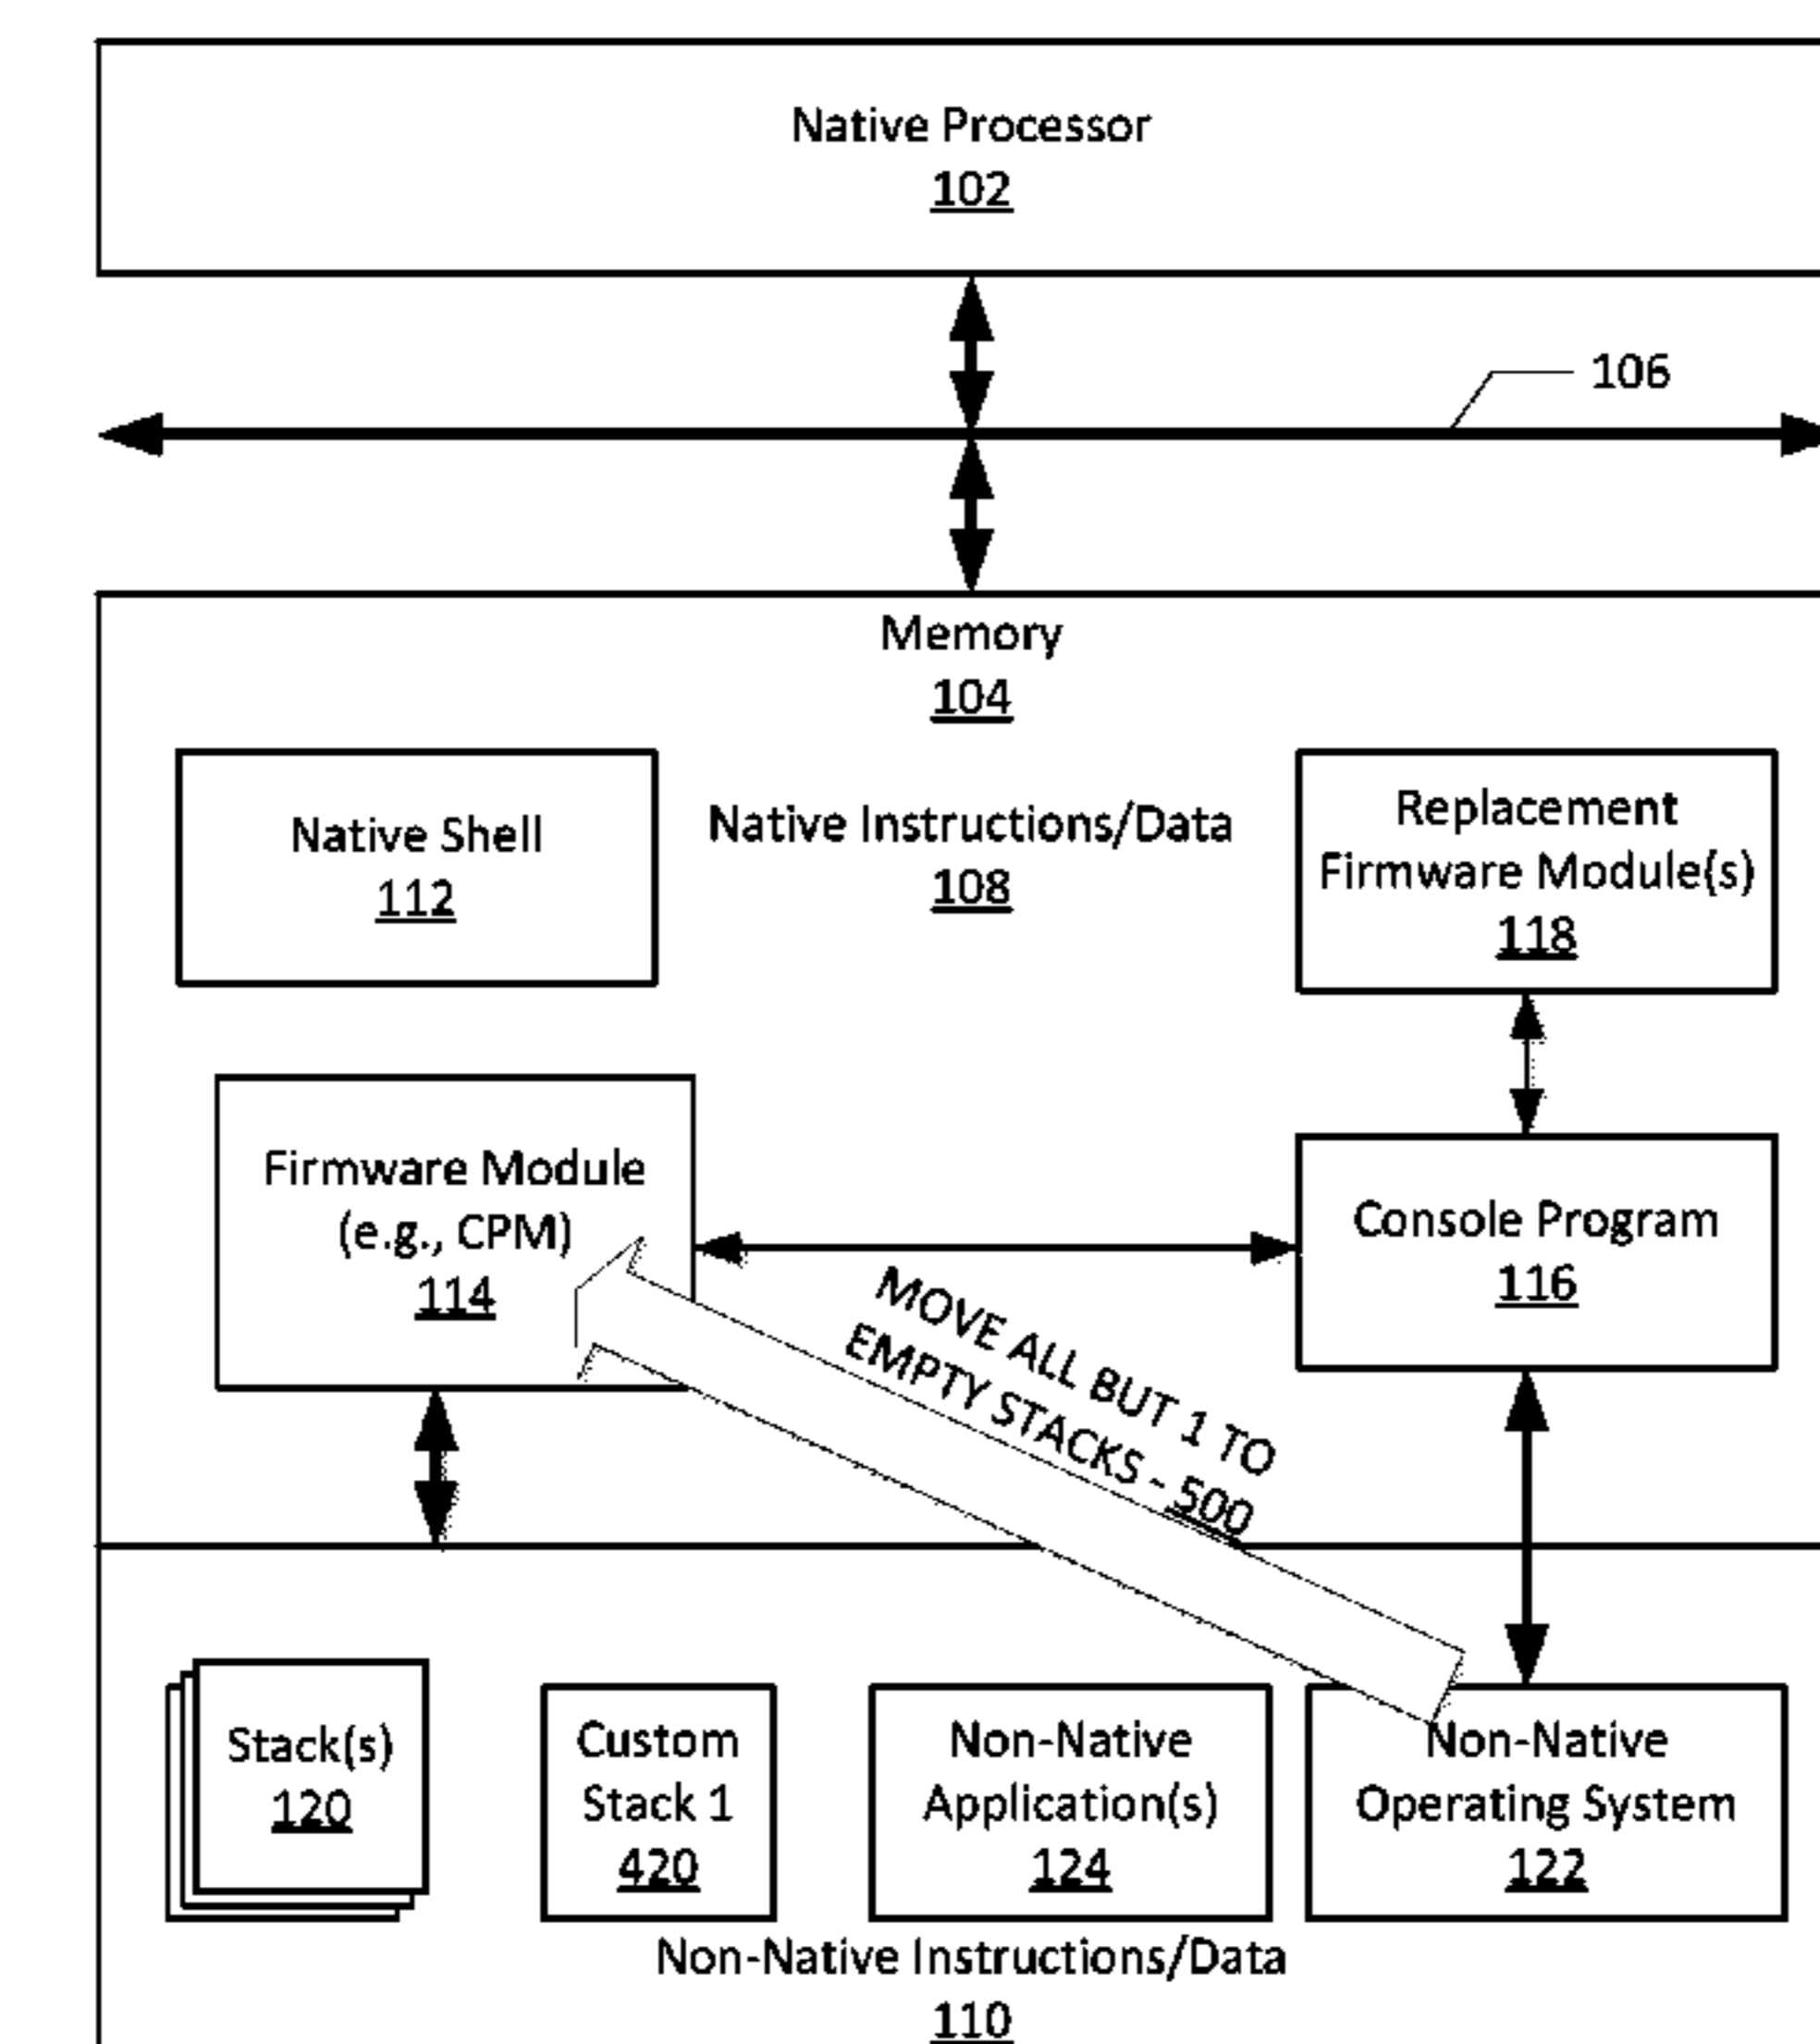 Native Processor
102
106
Memory
104
Native Shell
112
Native Instructions/Data
108
Replacement
Firmware Module(s)
118
Firmware Module
(e.g., CPM)
114
Console Program
116
MOVE ALL BUT 1 TO
EMPTY STACKS - 500
Stack(s)
120
Custom
Stack 1
420
Non-Native
Application(s)
124
Non-Native
Operating System
122
Non-Native Instructions/Data
110